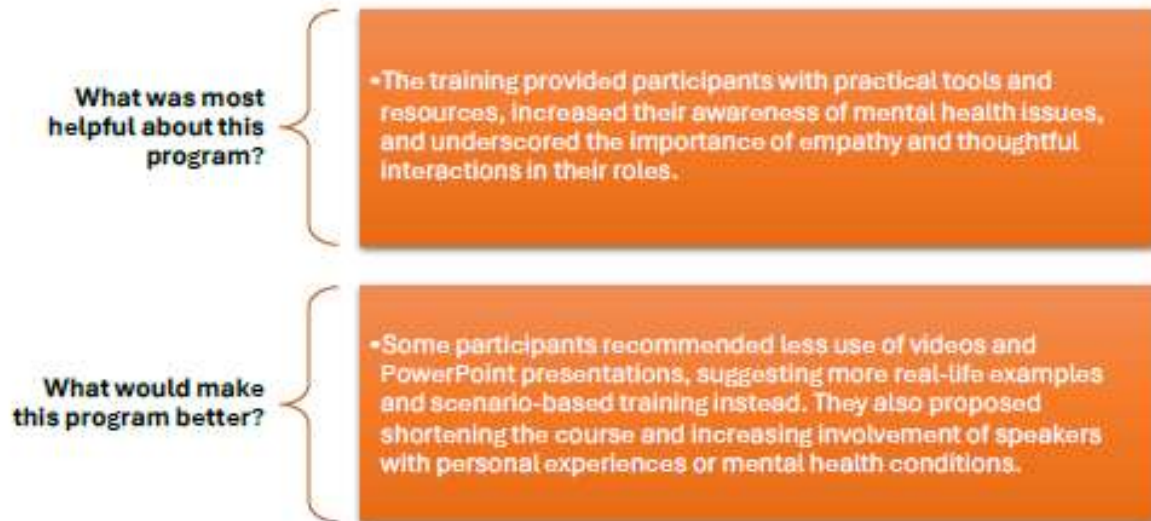 What was most
helpful about this
program?
•The training provided participants with practical tools and
resources, increased their awareness of mental health issues,
and underscored the importance of empathy and thoughtful
interactions in their roles.
What would make
this program better?
•Some participants recommended less use of videos and
PowerPoint presentations, suggesting more real-life examples
and scenario-based training instead. They also proposed
shortening the course and increasing involvement of speakers
with personal experiences or mental health conditions.